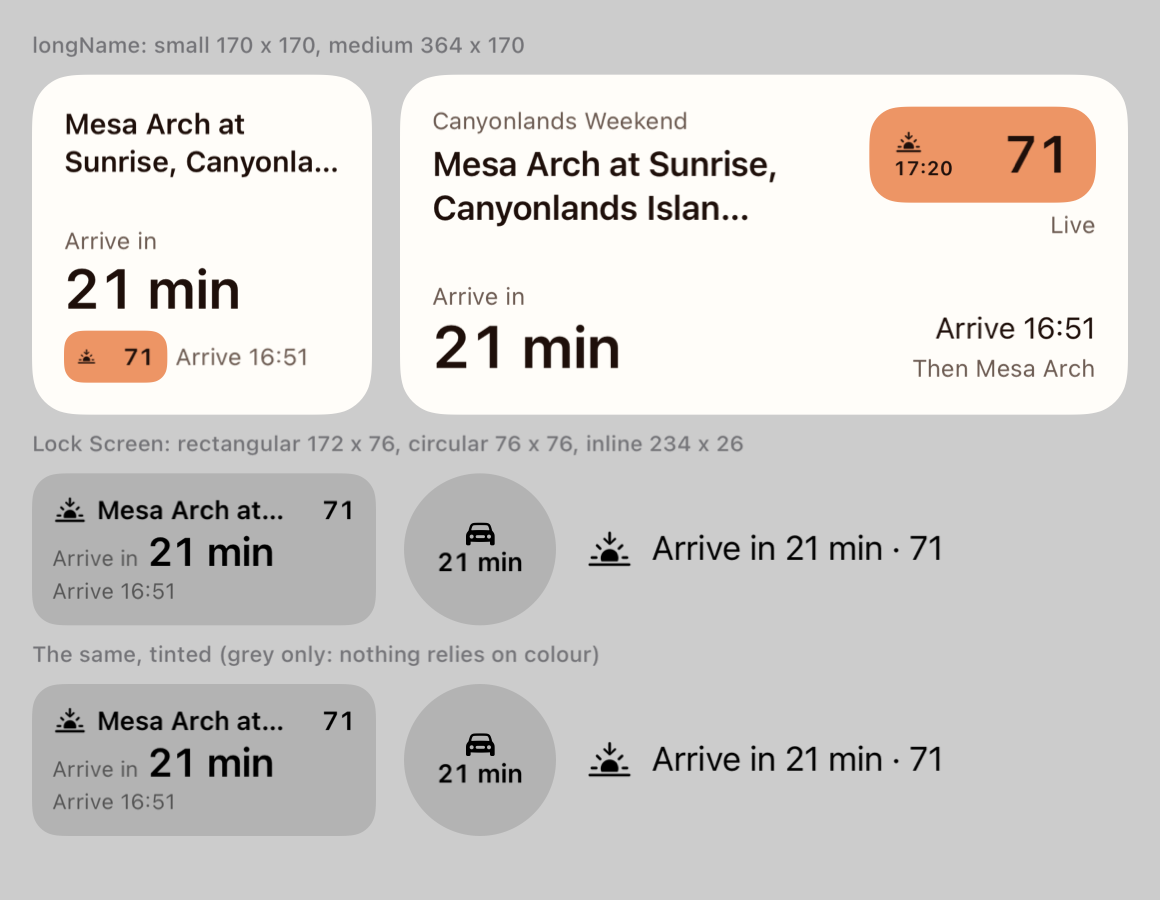 longName: small 170 x 170, medium 364 x 170
Mesa Arch at
Sunrise, Canyonla...
Arrive in
21 min
71 Arrive 16:51
Canyonlands Weekend
Mesa Arch at Sunrise,
Canyonlands Islan...
17:20 71
Live
Arrive in
21 min
Arrive 16:51
Then Mesa Arch
Lock Screen: rectangular 172 x 76, circular 76 x 76, inline 234 x 26
Mesa Arch at... 71
Arrive in 21 min
Arrive 16:51
21 min
Arrive in 21 min · 71
The same, tinted (grey only: nothing relies on colour)
Mesa Arch at... 71
Arrive in 21 min
Arrive 16:51
21 min
Arrive in 21 min · 71